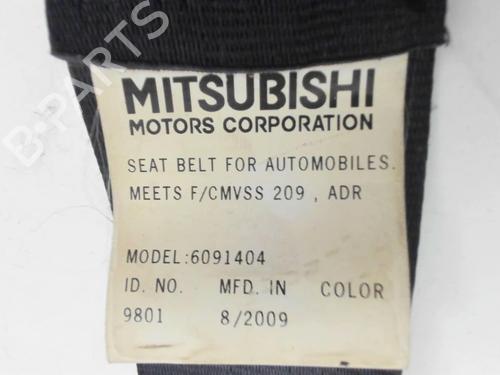 MITSUBISHI
MOTORS CORPORATION
SEAT BELT FOR AUTOMOBILES.
MEETS F/CMVSS 209 , ADR
MODEL:6091404
ID. NO. MFD. IN COLOR
9801 8/2009
B-PARTS